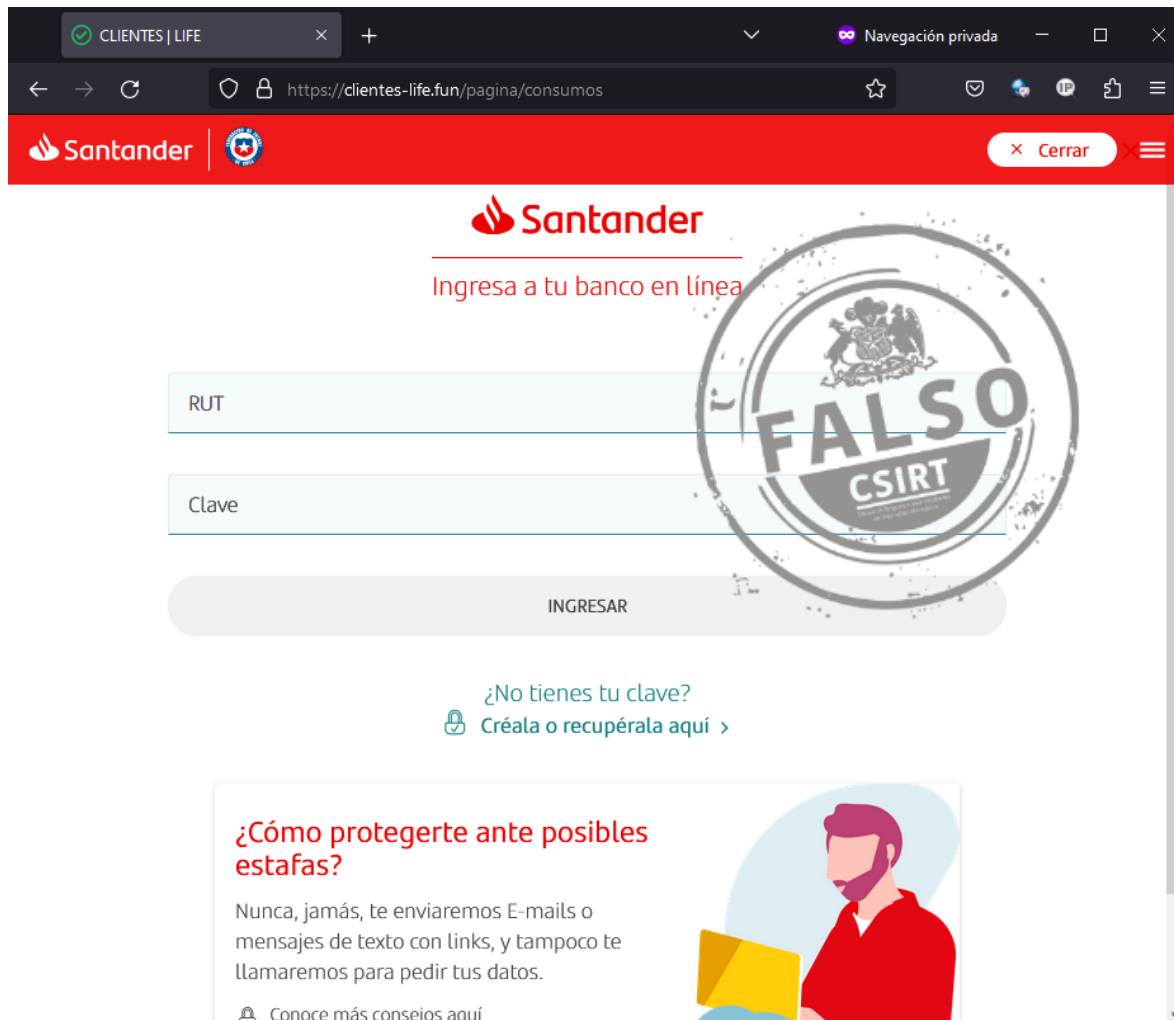 CLIENTES | LIFE
Navegación privada
https://clientes-life.fun/pagina/consumos
IP
Santander
Cerrar
Santander
Ingresa a tu banco en línea
RUT
FALSO
CSIRT
Clave
INGRESAR
¿No tienes tu clave?
Créala o recupérala aquí >
¿Cómo protegerte ante posibles
estafas?
Nunca, jamás, te enviaremos E-mails o
mensajes de texto con links, y tampoco te
llamaremos para pedir tus datos.
Conoce más consejos aquí